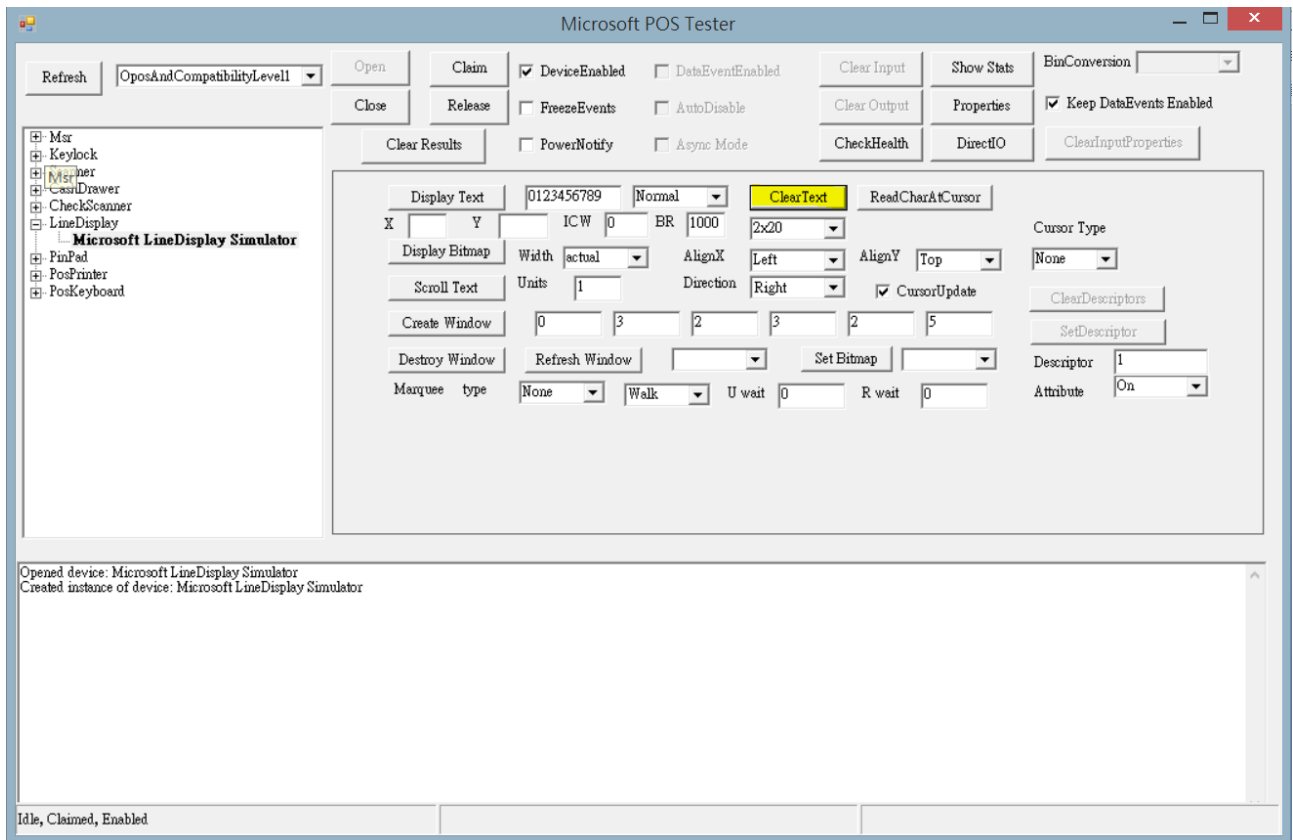 Microsoft POS Tester
Refresh OposAndCompatibilityLevel1 Open Claim DeviceEnabled DataEventEnabled Clear Input Show Stats BinConversion
Close Release FreezeEvents AutoDisable Clear Output Properties Keep DataEvents Enabled
Clear Results PowerNotify Async Mode CheckHealth DirectIO ClearInputProperties
Msr
Keylock
Msr nner
CashDrawer
CheckScanner
LineDisplay
Microsoft LineDisplay Simulator
PinPad
PosPrinter
PosKeyboard
Display Text 0123456789 Normal ClearText ReadCharAtCursor
X Y ICW 0 BR 1000 2x20 Cursor Type
Display Bitmap Width actual AlignX Left AlignY Top None
Scroll Text Units 1 Direction Right CursorUpdate ClearDescriptors
Create Window 0 3 2 3 2 5 SetDescriptor
Destroy Window Refresh Window Set Bitmap Descriptor 1
Marquee type None Walk U wait 0 R wait 0 Attribute On
Opened device: Microsoft LineDisplay Simulator
Created instance of device: Microsoft LineDisplay Simulator
Idle, Claimed, Enabled